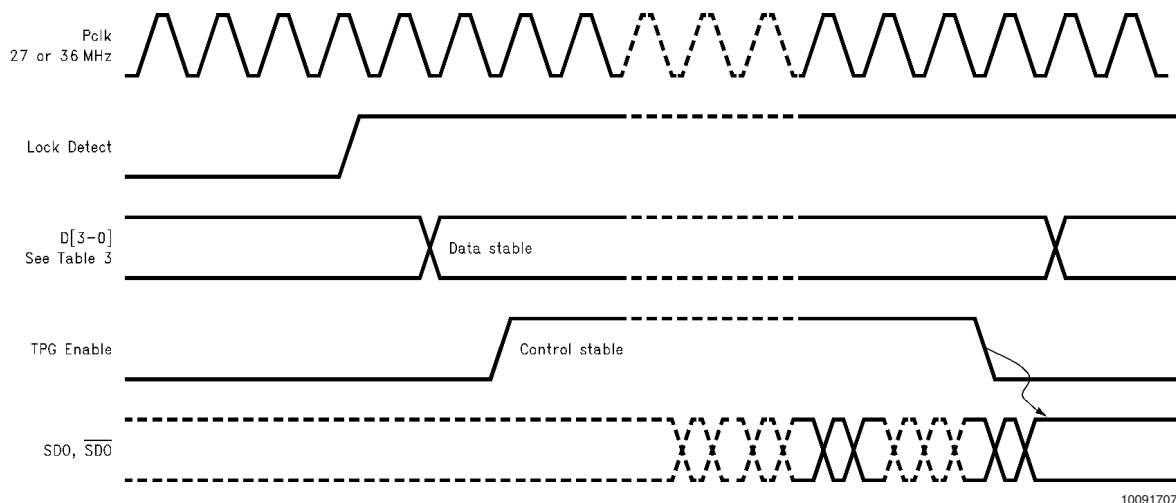 Pclk
27 or 36 MHz
Lock Detect
D[3-0]
See Table 3
Data stable
TPG Enable
Control stable
SDO, S̅D̅O̅
10091707